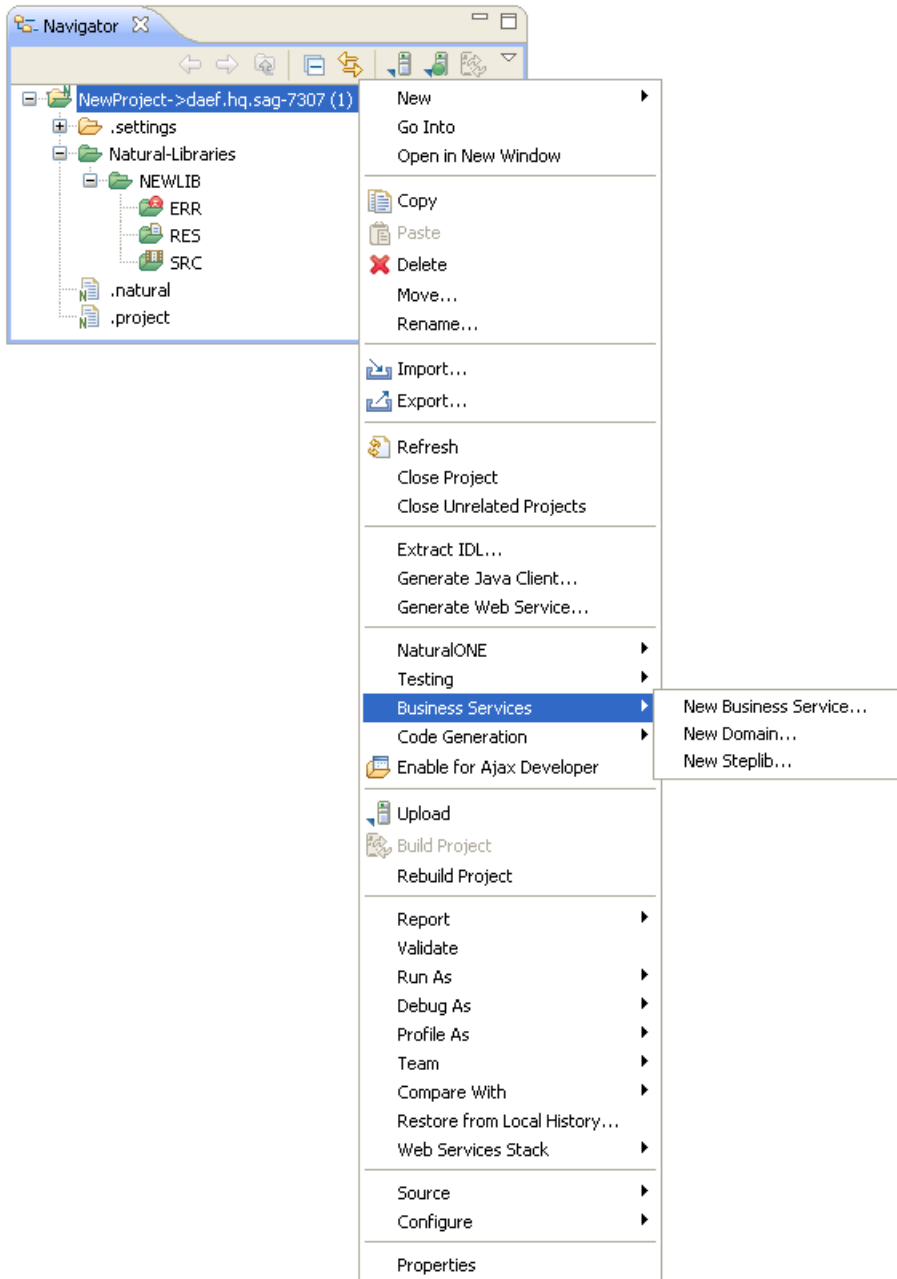 Navigator
NewProject->daef.hq.sag-7307 (1)
.settings
Natural-Libraries
NEWLIB
ERR
RES
SRC
.natural
.project
New
Go Into
Open in New Window
Copy
Paste
Delete
Move...
Rename...
Import...
Export...
Refresh
Close Project
Close Unrelated Projects
Extract IDL...
Generate Java Client...
Generate Web Service...
NaturalONE
Testing
Business Services
Code Generation
Enable for Ajax Developer
Upload
Build Project
Rebuild Project
Report
Validate
Run As
Debug As
Profile As
Team
Compare With
Restore from Local History...
Web Services Stack
Source
Configure
Properties
New Business Service...
New Domain...
New Steplib...